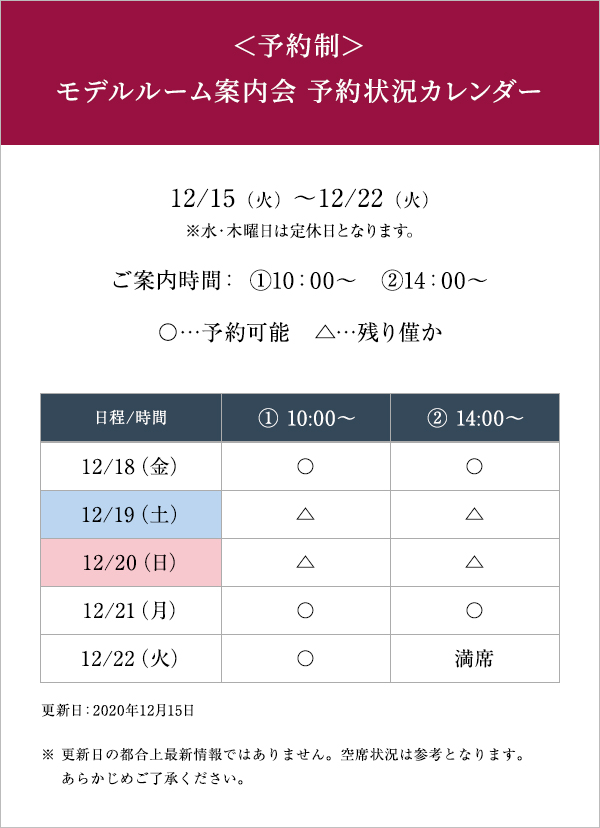 ＜予約制＞
モデルルーム案内会 予約状況カレンダー
12/15（火）〜12/22（火）
※水・木曜日は定休日となります。
ご案内時間： ①10：00〜 ②14：00〜
○…予約可能 △…残り僅か
日程/時間 ① 10:00〜 ② 14:00〜
12/18（金） ○ ○
12/19（土） △ △
12/20（日） △ △
12/21（月） ○ ○
12/22（火） ○ 満席
更新日：2020年12月15日
※ 更新日の都合上最新情報ではありません。空席状況は参考となります。
あらかじめご了承ください。